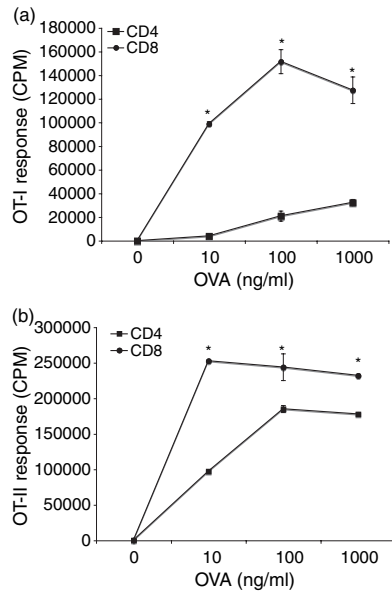 (a)
CD4
CD8
OT-I response (CPM)
180000
160000
140000
120000
100000
80000
60000
40000
20000
0
* * *
0 10 100 1000
OVA (ng/ml)
(b)
CD4
CD8
OT-II response (CPM)
300000
250000
200000
150000
100000
50000
0
* * *
0 10 100 1000
OVA (ng/ml)